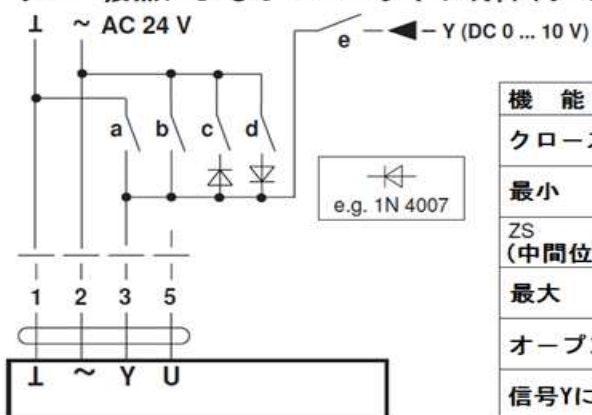 ⊥ ~ AC 24 V
e
Y (DC 0 ... 10 V)
a b c d
e.g. 1N 4007
1 2 3 5
⊥ ~ Y U
機 能
クロース
最小
ZS
(中間位
最大
オープン
信号Yに